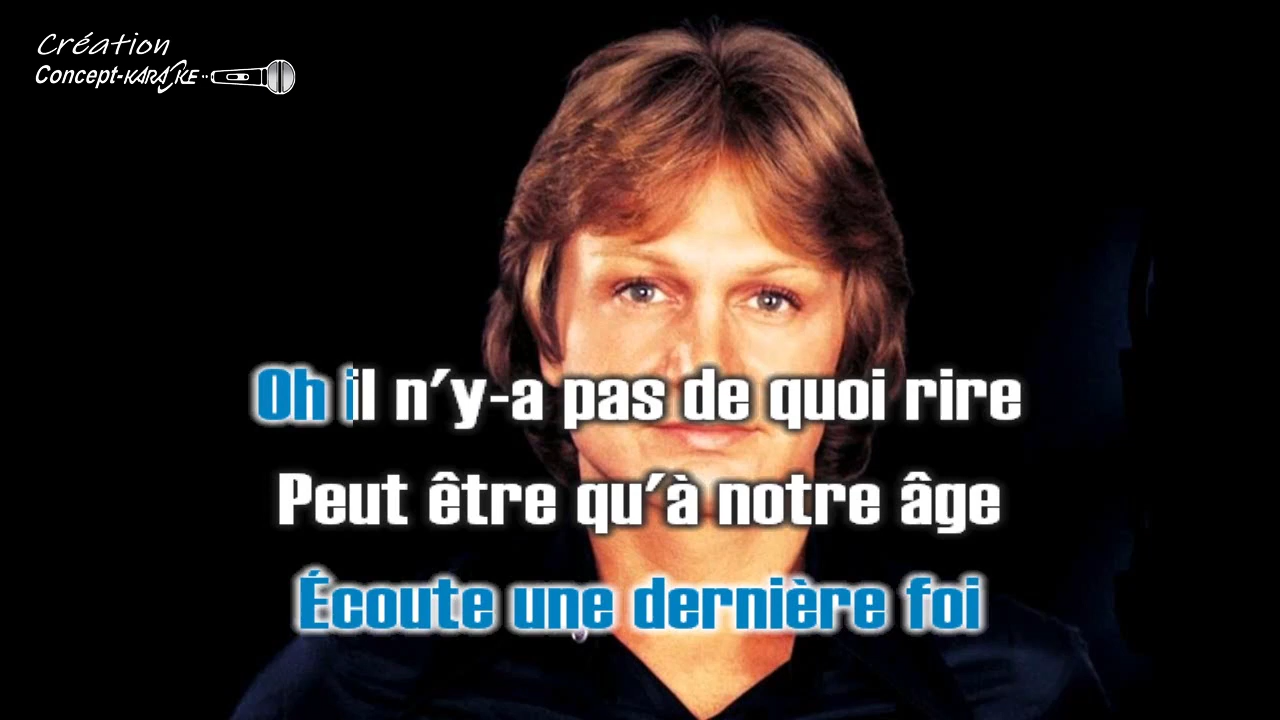 Création
Concept-KARAOKE
Oh il n'y-a pas de quoi rire
Peut être qu'à notre âge
Écoute une dernière foi